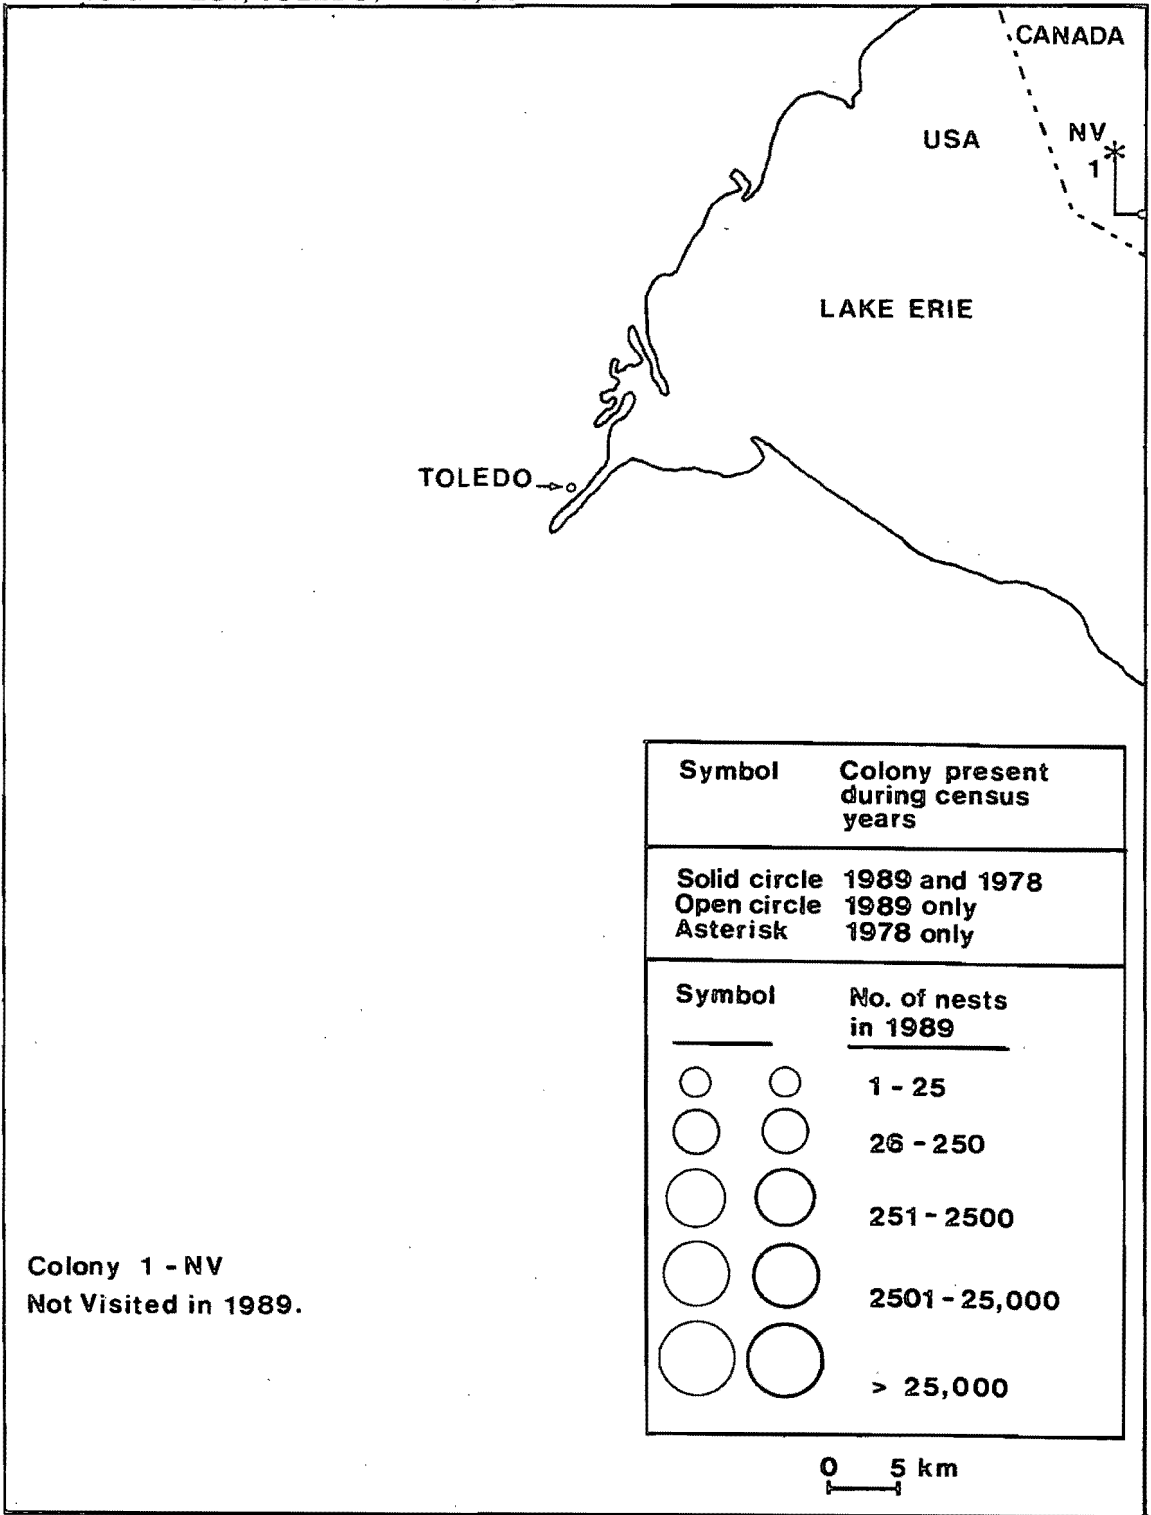 CANADA
USA
NV
1
LAKE ERIE
TOLEDO
Symbol Colony present
during census
years
Solid circle 1989 and 1978
Open circle 1989 only
Asterisk 1978 only
Symbol No. of nests
in 1989
1 - 25
26 - 250
251 - 2500
2501 - 25,000
> 25,000
Colony 1 - NV
Not Visited in 1989.
0 5 km